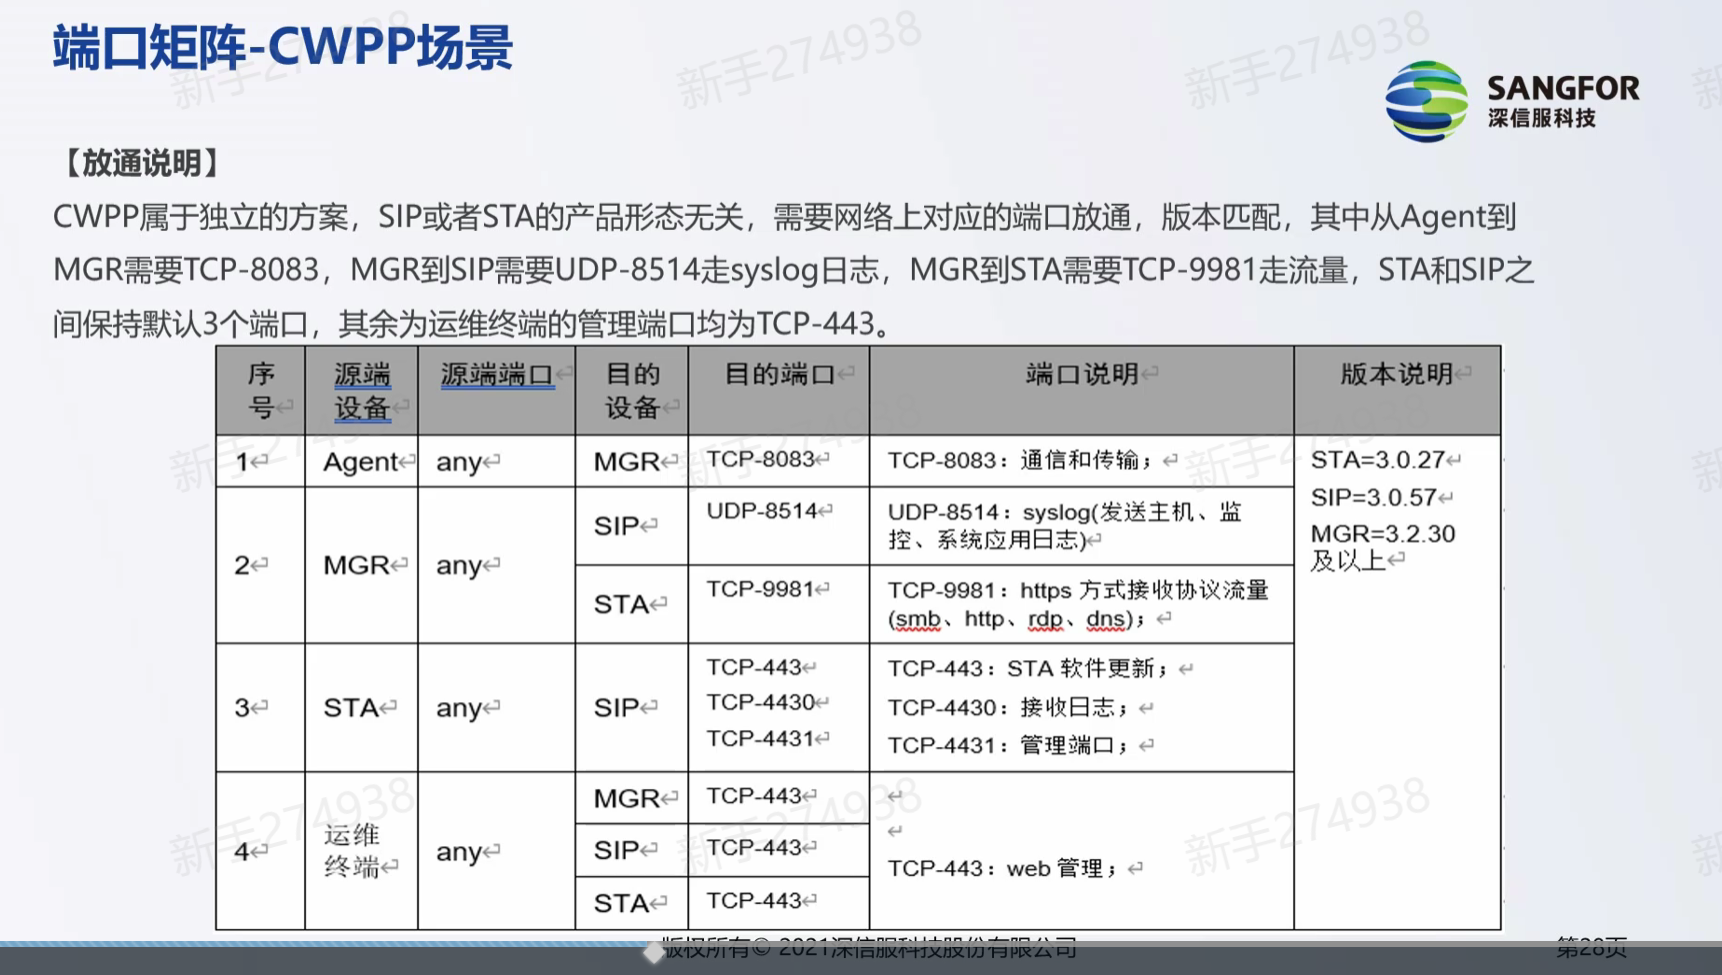 端口矩阵-CWPP场景
SANGFOR
深信服科技
【放通说明】
CWPP属于独立的方案，SIP或者STA的产品形态无关，需要网络上对应的端口放通，版本匹配，其中从Agent到
MGR需要TCP-8083，MGR到SIP需要UDP-8514走syslog日志，MGR到STA需要TCP-9981走流量，STA和SIP之
间保持默认3个端口，其余为运维终端的管理端口均为TCP-443。
序号 源端设备 源端端口 目的设备 目的端口 端口说明 版本说明
1 Agent any MGR TCP-8083 TCP-8083：通信和传输；
STA=3.0.27
SIP=3.0.57
MGR=3.2.30
及以上
2 MGR any
SIP UDP-8514 UDP-8514：syslog(发送主机、监
控、系统应用日志)
STA TCP-9981 TCP-9981：https 方式接收协议流量
(smb、http、rdp、dns)；
3 STA any SIP
TCP-443 TCP-443：STA 软件更新；
TCP-4430 TCP-4430：接收日志；
TCP-4431 TCP-4431：管理端口；
4 运维终端 any
MGR TCP-443
SIP TCP-443
TCP-443：web 管理；
STA TCP-443
版权所有© 2021深信服科技股份有限公司
第28页
新手274938